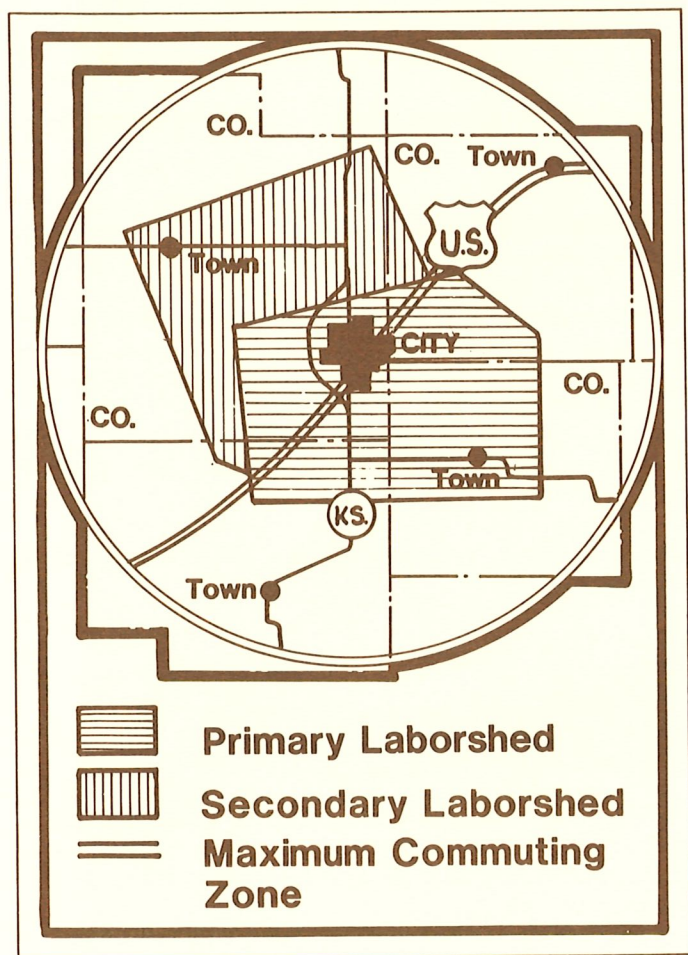 CO.
CO.
Town
U.S.
Town
CITY
CO.
CO.
Town
KS.
Town
Primary Laborshed
Secondary Laborshed
Maximum Commuting
Zone